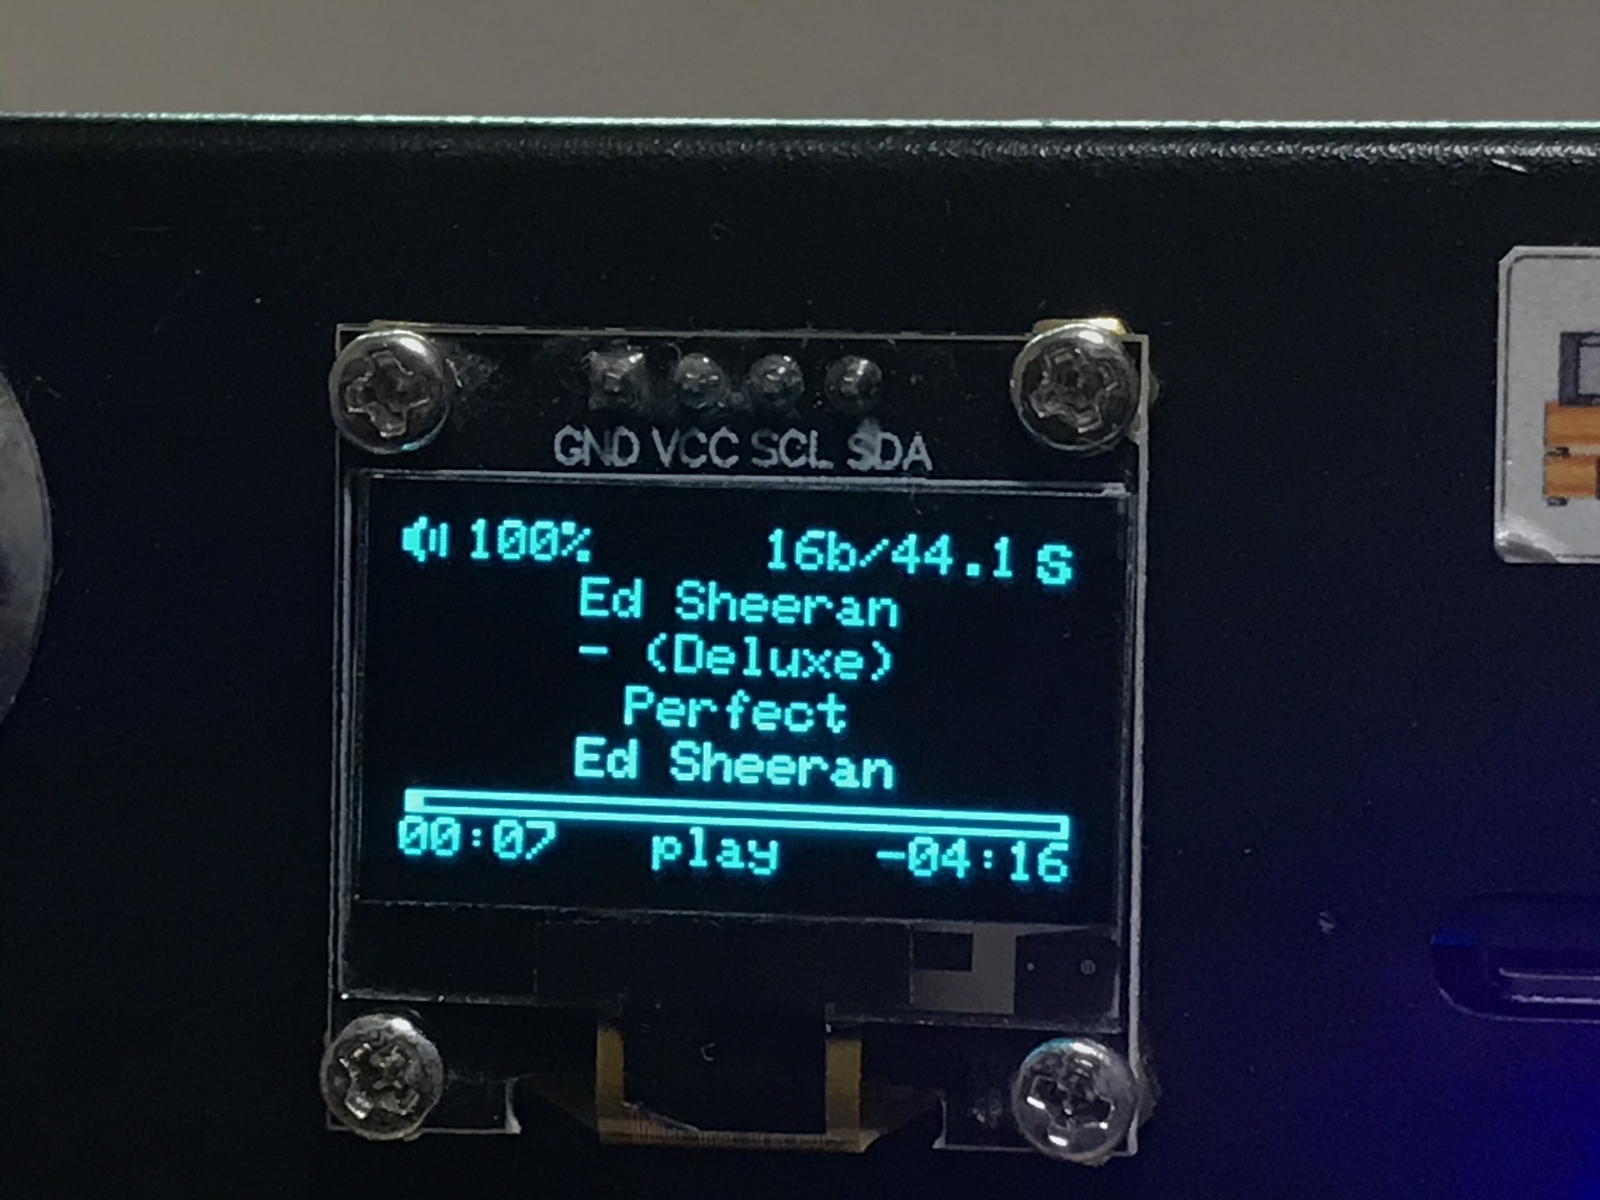 GND VCC SCL SDA
100% 16b/44.1 S
Ed Sheeran
- (Deluxe)
Perfect
Ed Sheeran
00:07 play -04:16